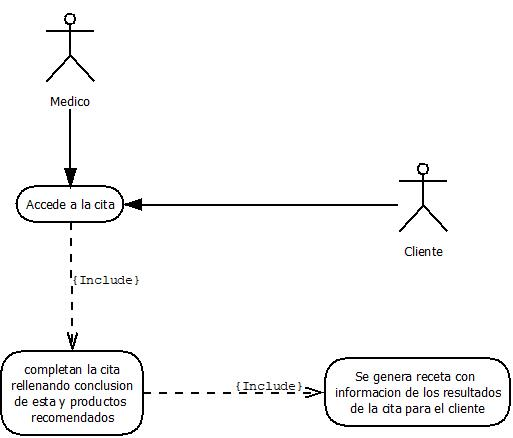 Medico
Accede a la cita
Cliente
{Include}
completan la cita
rellenando conclusion
de esta y productos
recomendados
{Include}
Se genera receta con
informacion de los resultados
de la cita para el cliente